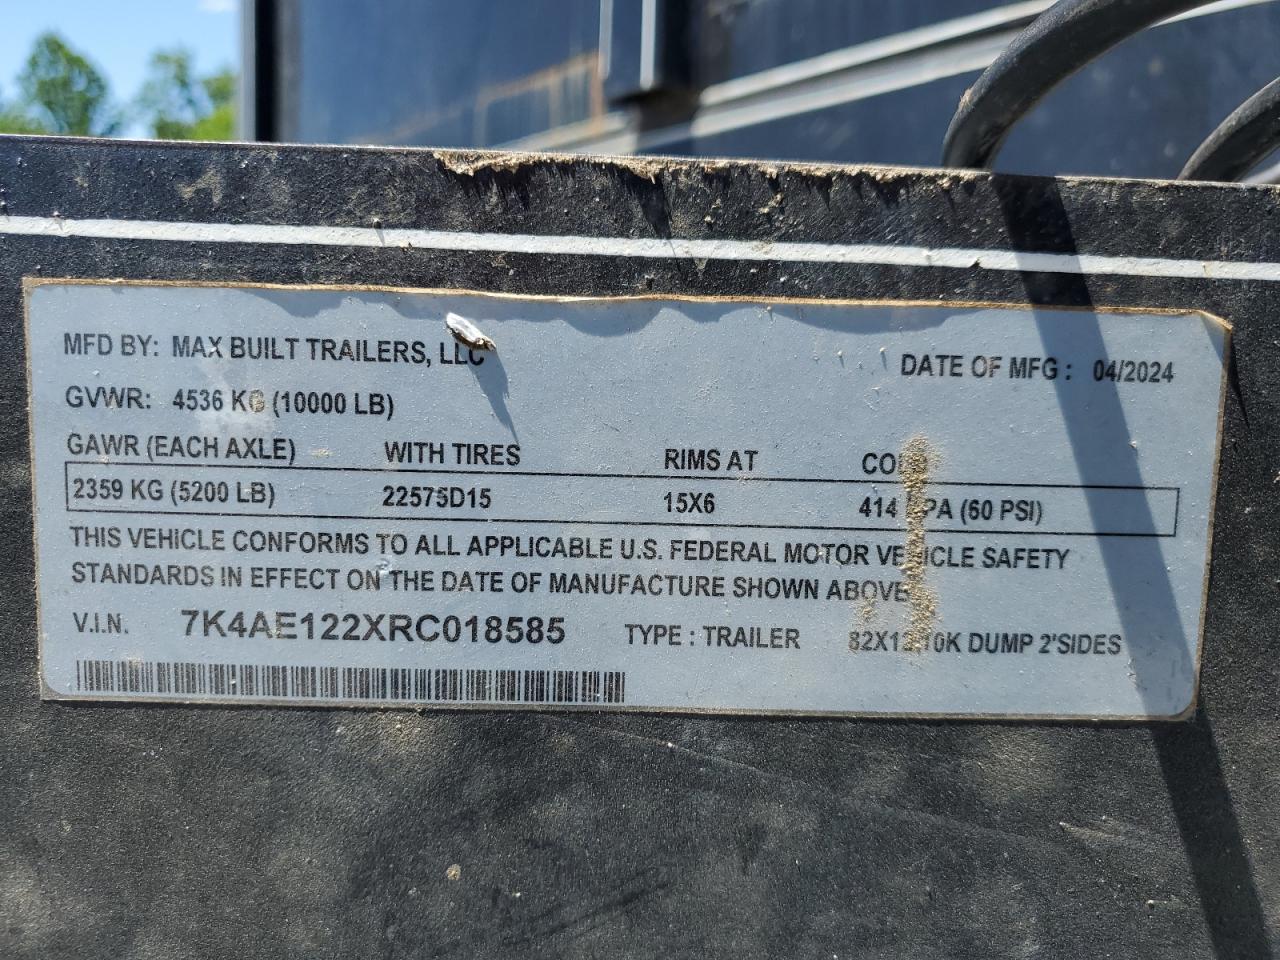 MFD BY: MAX BUILT TRAILERS, LLC
DATE OF MFG : 04/2024
GVWR: 4536 KG (10000 LB)
GAWR (EACH AXLE) WITH TIRES RIMS AT
2359 KG (5200 LB) 22575D15 15X6 414 (60 PSI)
THIS VEHICLE CONFORMS TO ALL APPLICABLE U.S. FEDERAL MOTOR VEHICLE SAFETY
STANDARDS IN EFFECT ON THE DATE OF MANUFACTURE SHOWN ABOVE
V.I.N. 7K4AE122XRC018585 TYPE : TRAILER DUMP 2'SIDES